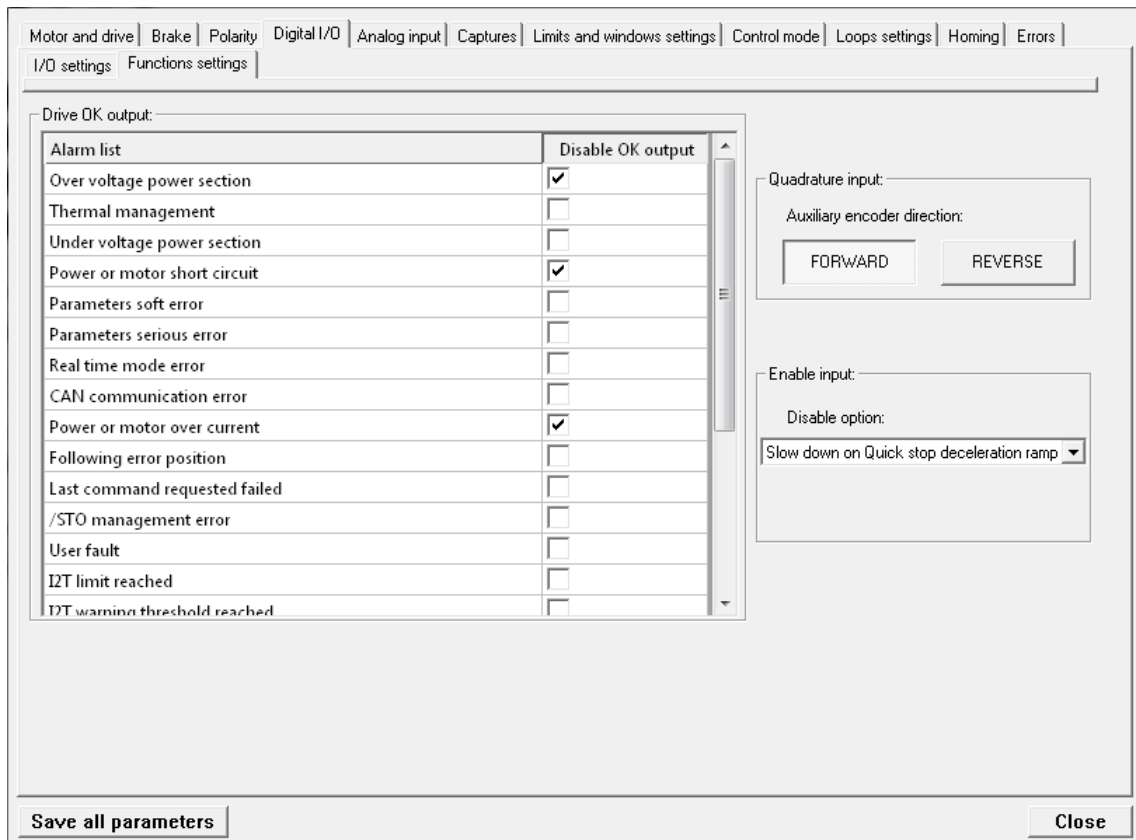 Motor and drive Brake Polarity Digital I/O Analog input Captures Limits and windows settings Control mode Loops settings Homing Errors
I/O settings Functions settings
Drive OK output:
Alarm list Disable OK output
Over voltage power section
Thermal management
Under voltage power section
Power or motor short circuit
Parameters soft error
Parameters serious error
Real time mode error
CAN communication error
Power or motor over current
Following error position
Last command requested failed
/STO management error
User fault
I2T limit reached
I2T warning threshold reached
Quadrature input:
Auxiliary encoder direction:
FORWARD REVERSE
Enable input:
Disable option:
Slow down on Quick stop deceleration ramp
Save all parameters Close